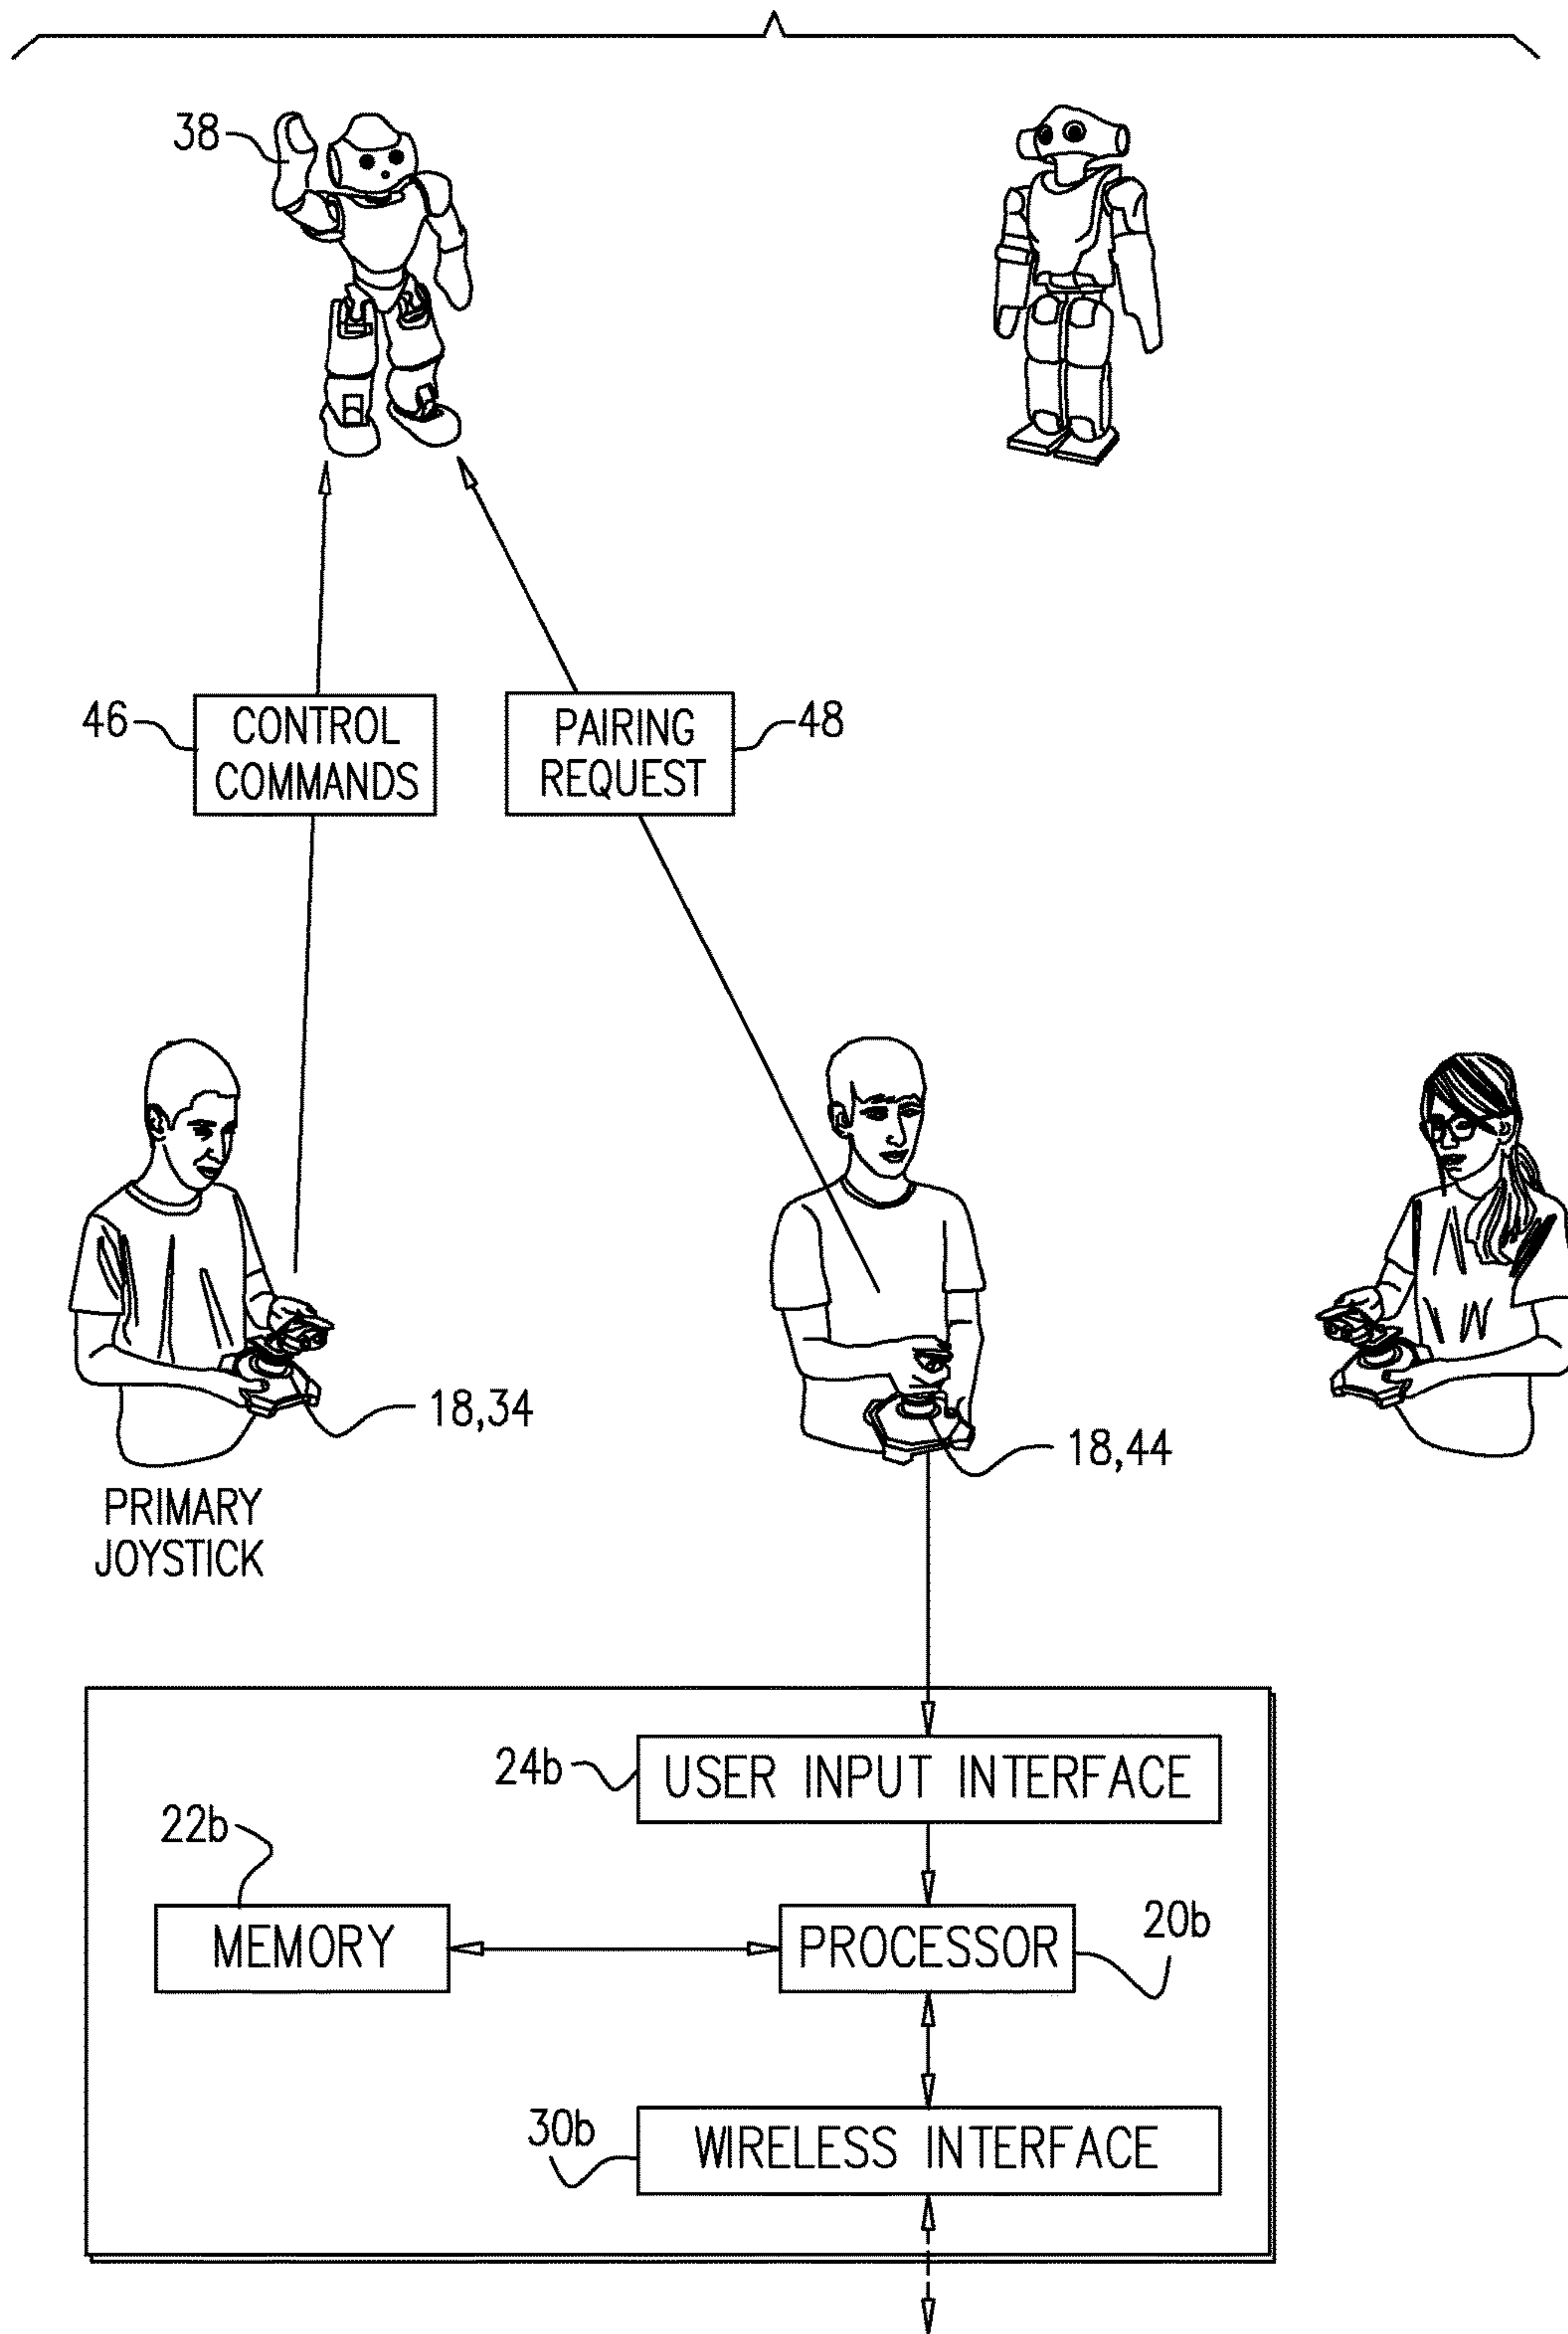 38
46
CONTROL
COMMANDS
PAIRING
REQUEST
48
18,34
18,44
PRIMARY
JOYSTICK
24b
USER INPUT INTERFACE
22b
MEMORY
PROCESSOR
20b
30b
WIRELESS INTERFACE